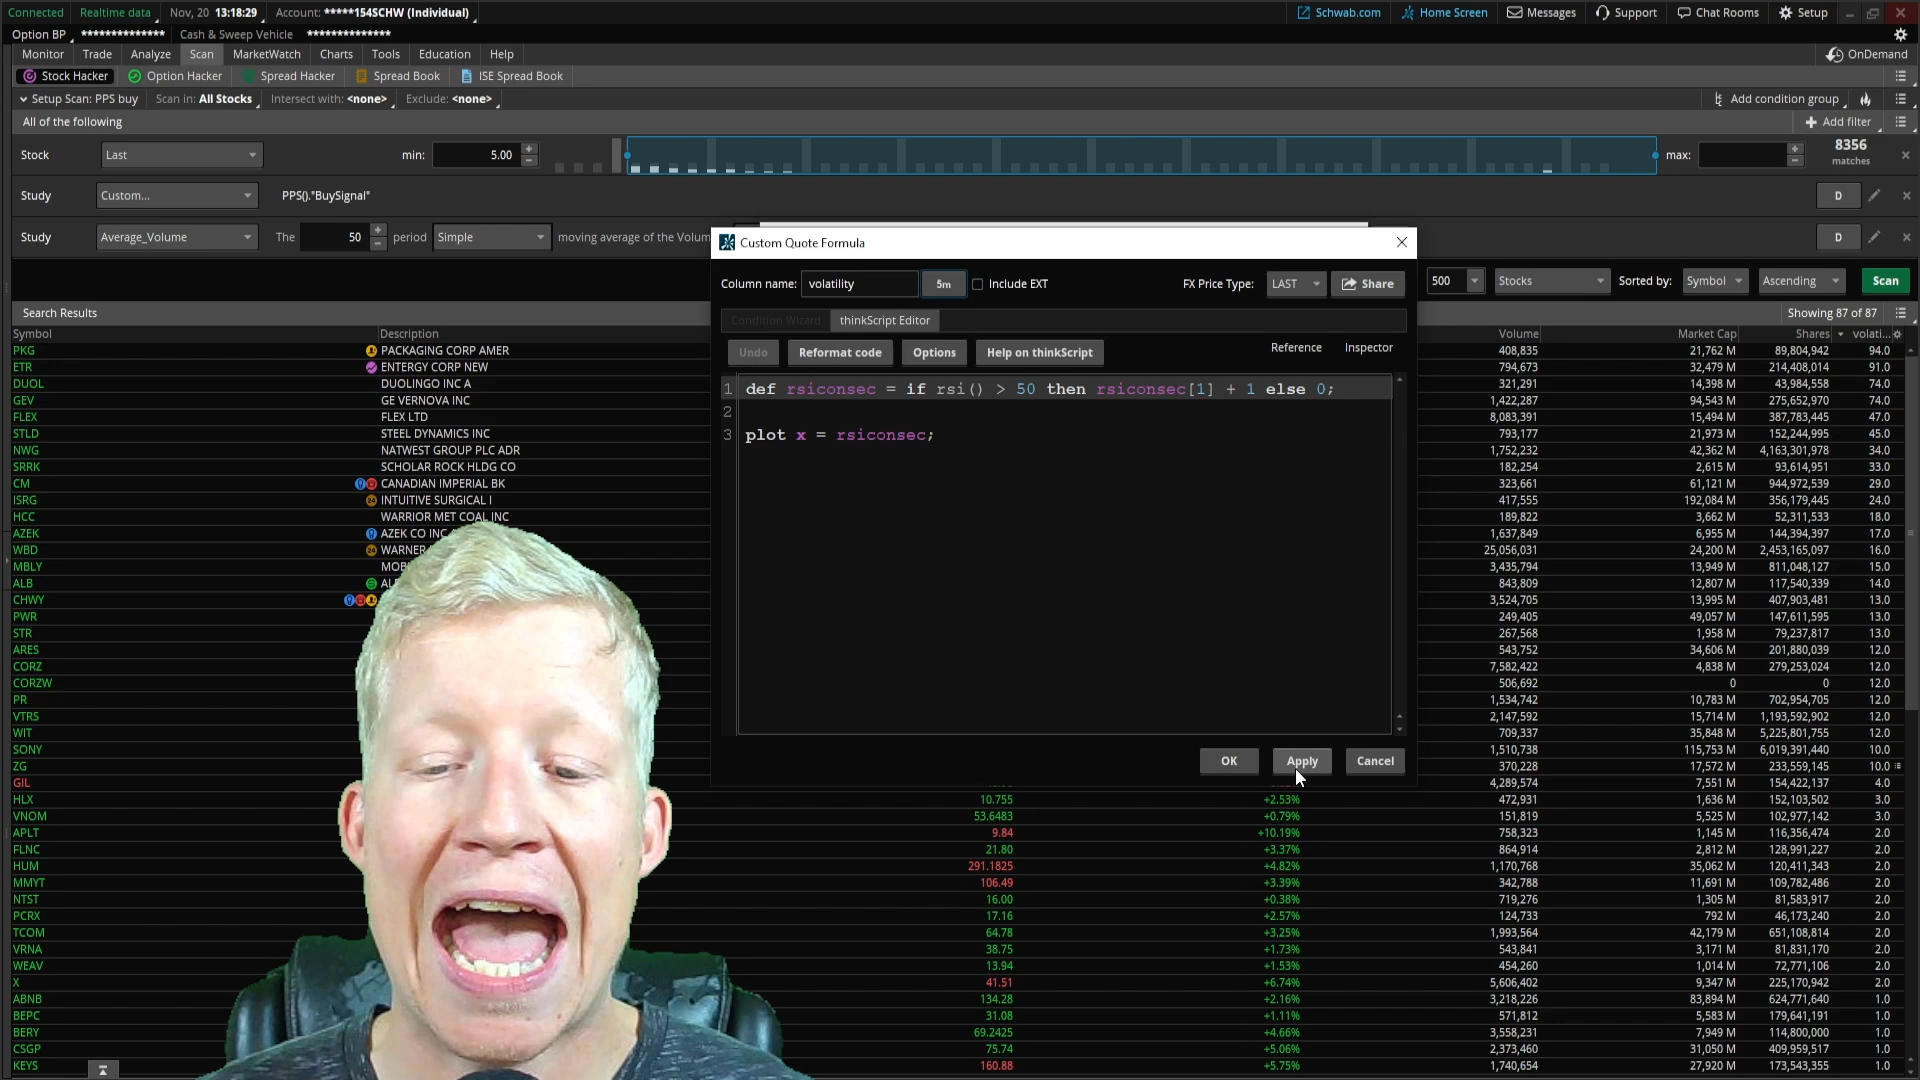 Connected Realtime data Nov, 20 13:18:29 Account: *****154SCHW (Individual) Schwab.com Home Screen Messages Support Chat Rooms Setup
Option BP ************** Cash & Sweep Vehicle **************
Monitor Trade Analyze Scan MarketWatch Charts Tools Education Help OnDemand
Stock Hacker Option Hacker Spread Hacker Spread Book ISE Spread Book
Setup Scan: PPS buy Scan in: All Stocks Intersect with: <none> Exclude: <none> Add condition group
All of the following Add filter
Stock Last min: 5.00 max: 8356 matches
Study Custom... PPS()."BuySignal" D
Study Average_Volume The 50 period Simple moving average of the Volum D
Custom Quote Formula
Column name: volatility 5m Include EXT FX Price Type: LAST Share
500 Stocks Sorted by: Symbol Ascending Scan
Condition Wizard thinkScript Editor
Undo Reformat code Options Help on thinkScript Reference Inspector
1 def rsiconsec = if rsi() > 50 then rsiconsec[1] + 1 else 0;
2
3 plot x = rsiconsec;
OK Apply Cancel
Search Results Showing 87 of 87
Symbol Description Volume Market Cap Shares volati...
PKG PACKAGING CORP AMER 408,835 21,762 M 89,804,942 94.0
ETR ENTERGY CORP NEW 794,673 32,479 M 214,408,014 91.0
DUOL DUOLINGO INC A 321,291 14,398 M 43,984,558 74.0
GEV GE VERNOVA INC 1,422,287 94,543 M 275,652,970 74.0
FLEX FLEX LTD 8,083,391 15,494 M 387,783,445 47.0
STLD STEEL DYNAMICS INC 793,177 21,973 M 152,244,995 45.0
NWG NATWEST GROUP PLC ADR 1,752,232 42,362 M 4,163,301,978 34.0
SRRK SCHOLAR ROCK HLDG CO 182,254 2,615 M 93,614,951 33.0
CM CANADIAN IMPERIAL BK 323,661 61,121 M 944,972,539 29.0
ISRG INTUITIVE SURGICAL I 417,555 192,084 M 356,179,445 24.0
HCC WARRIOR MET COAL INC 189,822 3,662 M 52,311,533 18.0
AZEK AZEK CO INC 1,637,849 6,955 M 144,394,397 17.0
WBD WARNER 25,056,031 24,200 M 2,453,165,097 16.0
MBLY MOB 3,435,794 13,949 M 811,048,127 15.0
ALB AL 843,809 12,807 M 117,540,339 14.0
CHWY 3,524,705 13,995 M 407,903,481 13.0
PWR 249,405 49,057 M 147,611,595 13.0
STR 267,568 1,958 M 79,237,817 13.0
ARES 543,752 34,606 M 201,880,039 12.0
CORZ 7,582,422 4,838 M 279,253,024 12.0
CORZW 506,692 0 0 12.0
PR 1,534,742 10,783 M 702,954,705 12.0
VTRS 2,147,592 15,714 M 1,193,592,902 12.0
WIT 709,337 35,848 M 5,225,801,755 12.0
SONY 1,510,738 115,753 M 6,019,391,440 10.0
ZG 370,228 17,572 M 233,559,145 10.0
GIL 4,289,574 7,551 M 154,422,137 4.0
HLX 10.755 +2.53% 472,931 1,636 M 152,103,502 3.0
VNOM 53.6483 +0.79% 151,819 5,525 M 102,977,142 3.0
APLT 9.84 +10.19% 758,323 1,145 M 116,356,474 2.0
FLNC 21.80 +3.37% 864,914 2,812 M 128,991,227 2.0
HUM 291.1825 +4.82% 1,170,768 35,062 M 120,411,343 2.0
MMYT 106.49 +3.39% 342,788 11,691 M 109,782,486 2.0
NTST 16.00 +0.38% 719,276 1,305 M 81,583,917 2.0
PCRX 17.16 +2.57% 124,733 792 M 46,173,240 2.0
TCOM 64.78 +3.25% 1,993,564 42,179 M 651,108,814 2.0
VRNA 38.75 +1.73% 543,841 3,171 M 81,831,170 2.0
WEAV 13.94 +1.53% 454,260 1,014 M 72,771,106 2.0
X 41.51 +6.74% 5,606,402 9,347 M 225,170,942 2.0
ABNB 134.28 +2.16% 3,218,226 83,894 M 624,771,640 1.0
BEPC 31.08 +1.11% 571,812 5,583 M 179,641,191 1.0
BERY 69.2425 +4.66% 3,558,231 7,949 M 114,800,000 1.0
CSGP 75.74 +5.06% 2,373,460 31,050 M 409,959,517 1.0
KEYS 160.88 +5.75% 1,740,654 27,920 M 173,543,355 1.0